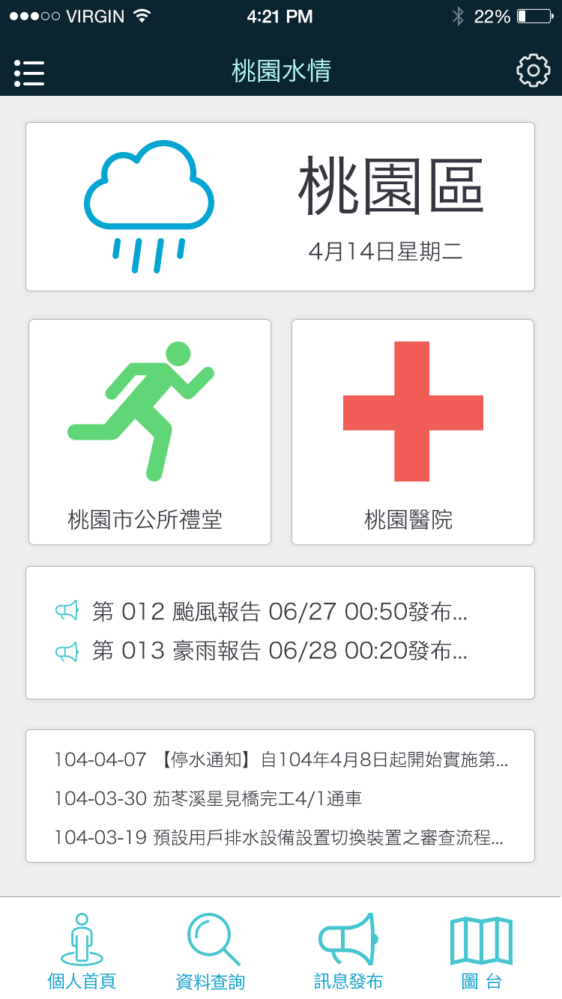 VIRGIN 4:21 PM 22%
桃園水情
桃園區
4月14日星期二
桃園市公所禮堂
桃園醫院
第 012 颱風報告 06/27 00:50發布...
第 013 豪雨報告 06/28 00:20發布...
104-04-07 【停水通知】自104年4月8日起開始實施第...
104-03-30 茄苳溪星見橋完工4/1通車
104-03-19 預設用戶排水設備設置切換裝置之審查流程...
個人首頁 資料查詢 訊息發布 圖 台